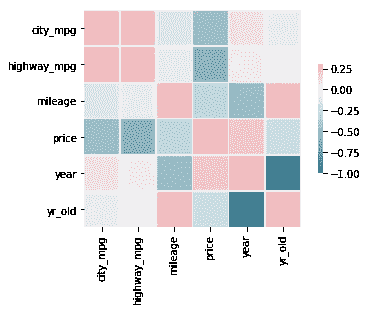 city_mpg
highway_mpg
mileage
price
year
yr_old
0.25
0.00
−0.25
−0.50
−0.75
−1.00
city_mpg
highway_mpg
mileage
price
year
yr_old